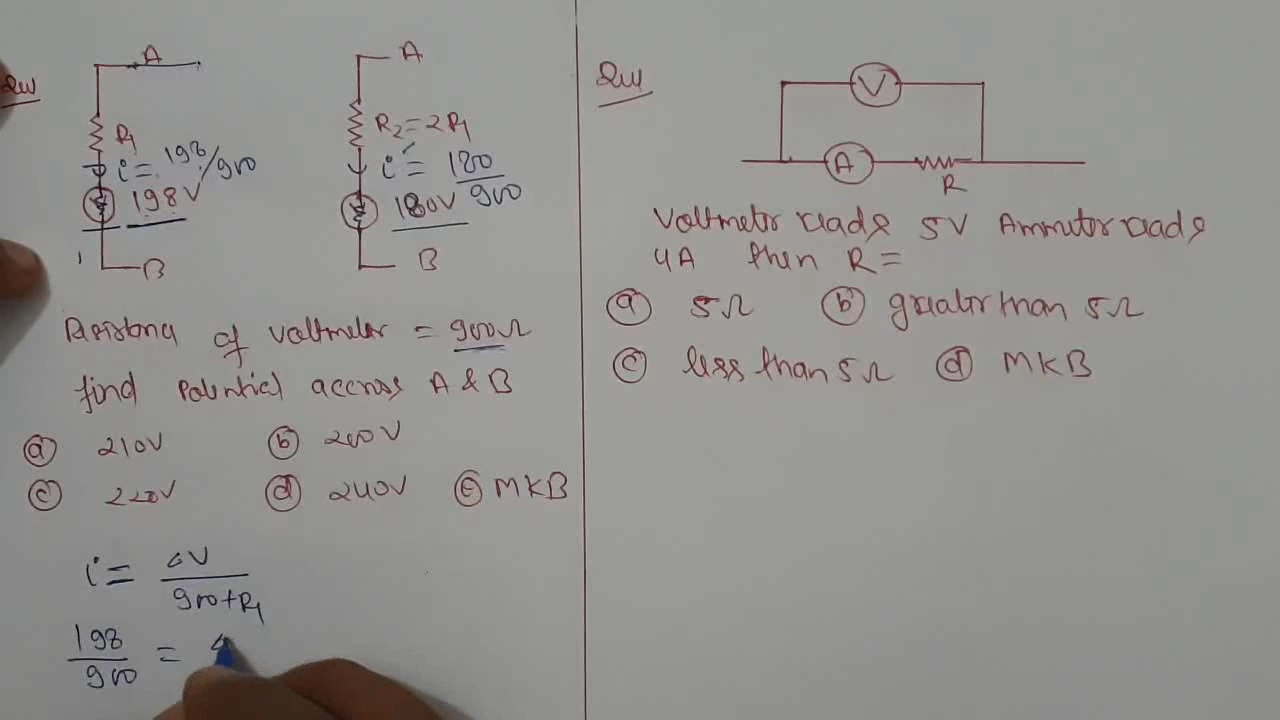 Qu
A
R1
i = 198/900
198V
B
A
R2 = 2R1
i' = 180/900
180V
B
of Voltmeter = 900Ω
find Potential accross A & B
(a) 210V (b) 200V
(c) 220V (d) 240V (e) MKB
i = ΔV/900+R1
198/900 =
Qu
V
A
R
Voltmeter reads 5V Ammeter reads
4A then R =
(a) 5Ω (b) greater than 5Ω
(c) less than 5Ω (d) MKB